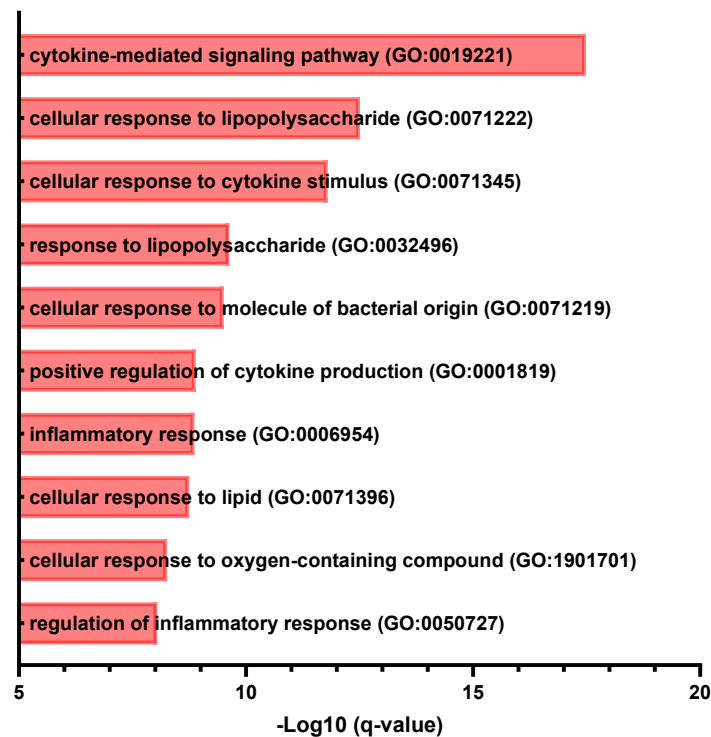 cytokine-mediated signaling pathway (GO:0019221)
cellular response to lipopolysaccharide (GO:0071222)
cellular response to cytokine stimulus (GO:0071345)
response to lipopolysaccharide (GO:0032496)
cellular response to molecule of bacterial origin (GO:0071219)
positive regulation of cytokine production (GO:0001819)
inflammatory response (GO:0006954)
cellular response to lipid (GO:0071396)
cellular response to oxygen-containing compound (GO:1901701)
regulation of inflammatory response (GO:0050727)
5 10 15 20
-Log10 (q-value)